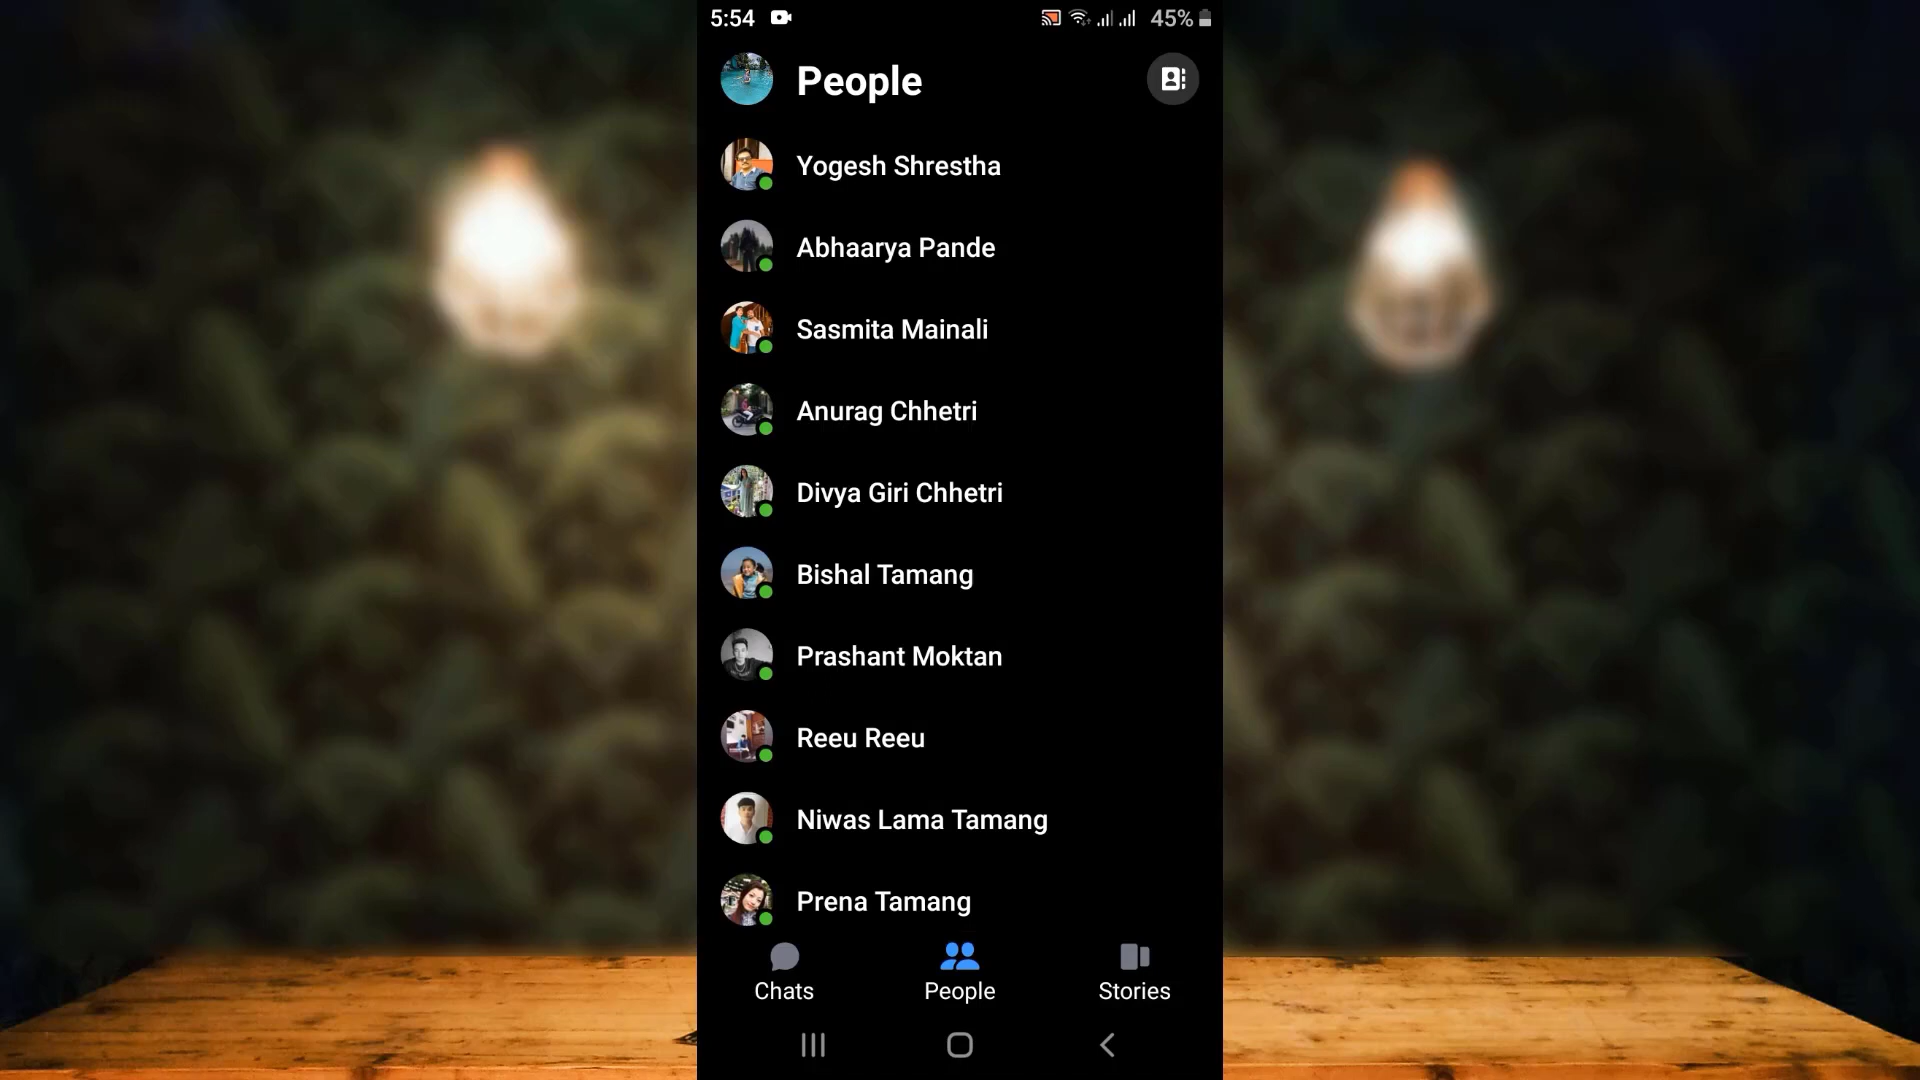 5:54
45%
People
Yogesh Shrestha
Abhaarya Pande
Sasmita Mainali
Anurag Chhetri
Divya Giri Chhetri
Bishal Tamang
Prashant Moktan
Reeu Reeu
Niwas Lama Tamang
Prena Tamang
Chats
People
Stories